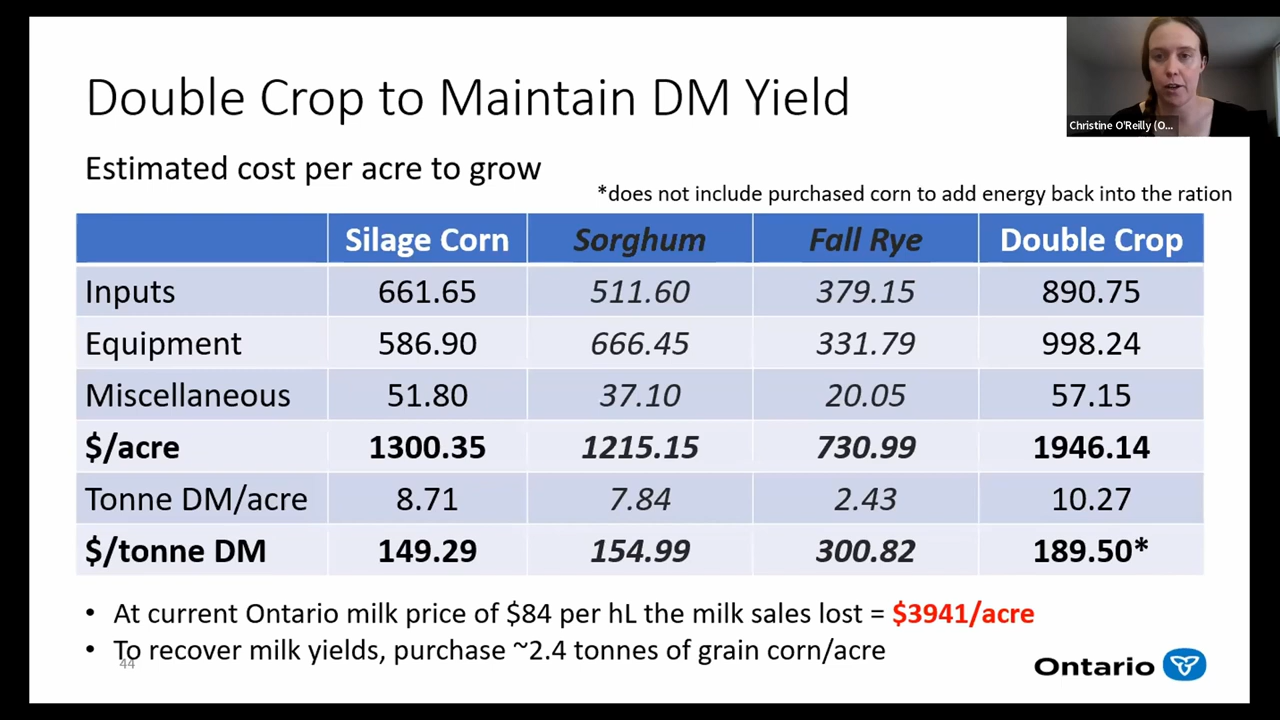 Double Crop to Maintain DM Yield
Christine O'Reilly (O...
Estimated cost per acre to grow
*does not include purchased corn to add energy back into the ration
Silage Corn Sorghum Fall Rye Double Crop
Inputs 661.65 511.60 379.15 890.75
Equipment 586.90 666.45 331.79 998.24
Miscellaneous 51.80 37.10 20.05 57.15
$/acre 1300.35 1215.15 730.99 1946.14
Tonne DM/acre 8.71 7.84 2.43 10.27
$/tonne DM 149.29 154.99 300.82 189.50*
• At current Ontario milk price of $84 per hL the milk sales lost = $3941/acre
• To recover milk yields, purchase ~2.4 tonnes of grain corn/acre
44
Ontario